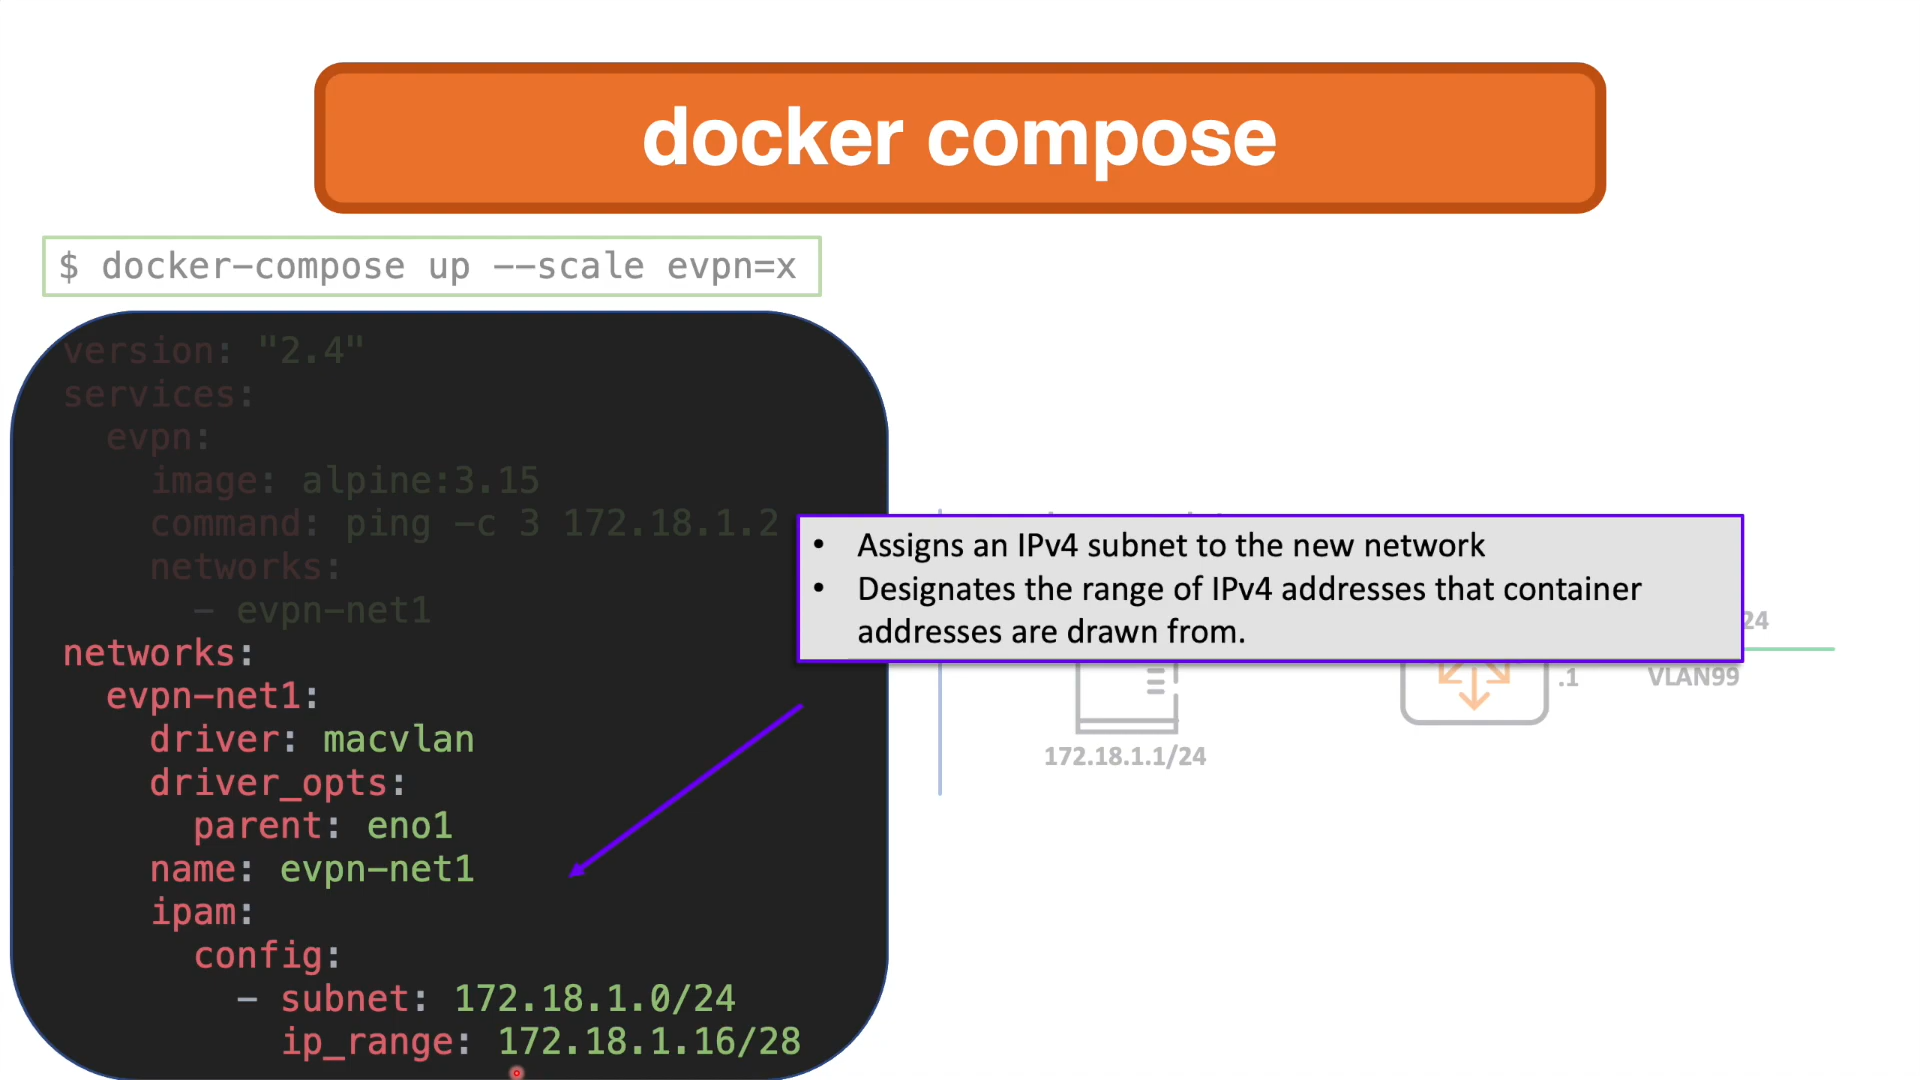 docker compose
$ docker-compose up --scale evpn=x
version: "2.4"
services:
evpn:
image: alpine:3.15
command: ping -c 3 172.18.1.2
networks:
- evpn-net1
networks:
evpn-net1:
driver: macvlan
driver_opts:
parent: eno1
name: evpn-net1
ipam:
config:
- subnet: 172.18.1.0/24
ip_range: 172.18.1.16/28
• Assigns an IPv4 subnet to the new network
• Designates the range of IPv4 addresses that container
addresses are drawn from.
24
.1
VLAN99
172.18.1.1/24